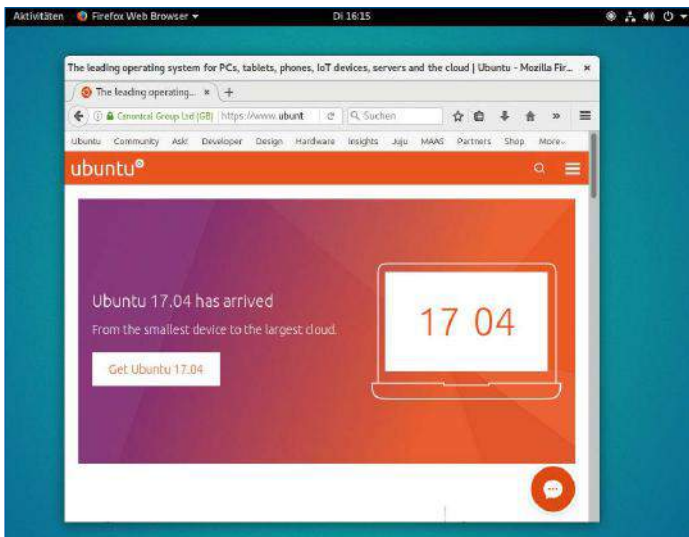 Aktivitäten Firefox Web Browser Di 16:15
The leading operating system for PCs, tablets, phones, IoT devices, servers and the cloud | Ubuntu - Mozilla Fir...
The leading operating...
Canonical Group Ltd (GB) https://www.ubunt Suchen
Ubuntu Community Ask! Developer Design Hardware Insights Juju MAAS Partners Shop More
ubuntu
Ubuntu 17.04 has arrived
From the smallest device to the largest cloud.
Get Ubuntu 17.04
17 04